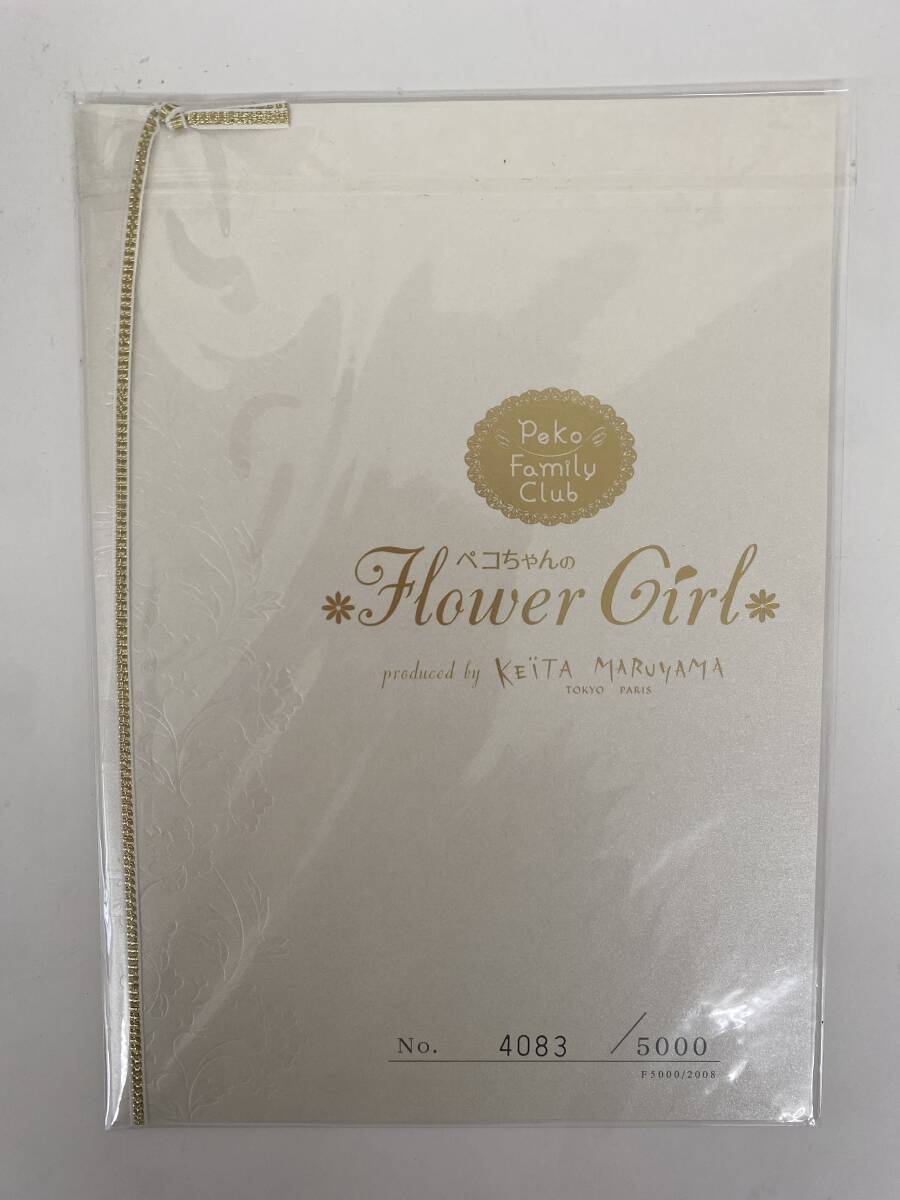 Peko
Family
Club
ペコちゃんの
Flower Girl
produced by KEÏTA MARUYAMA
TOKYO PARIS
No. 4083 / 5000
F5000/2008